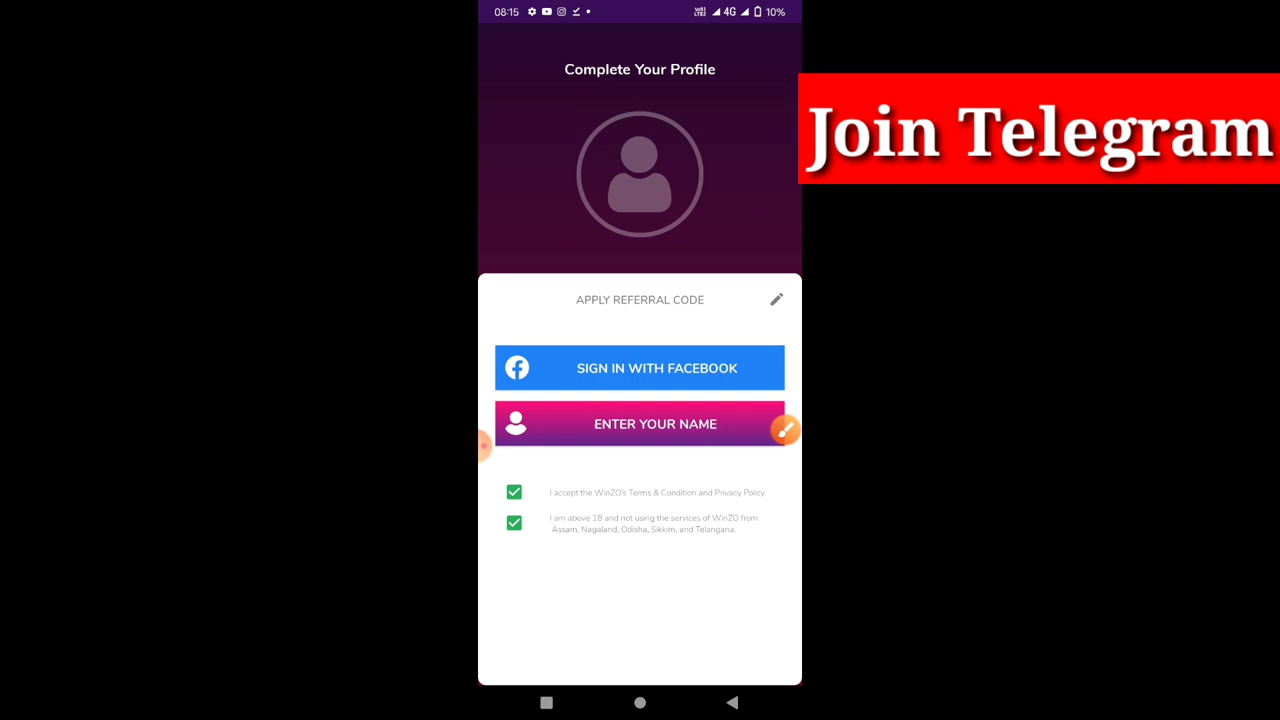 08:15
4G
10%
Complete Your Profile
Join Telegram
APPLY REFERRAL CODE
SIGN IN WITH FACEBOOK
ENTER YOUR NAME
I accept the WinZO's Terms & Condition and Privacy Policy.
I am above 18 and not using the services of WinZO from
Assam, Nagaland, Odisha, Sikkim, and Telangana.